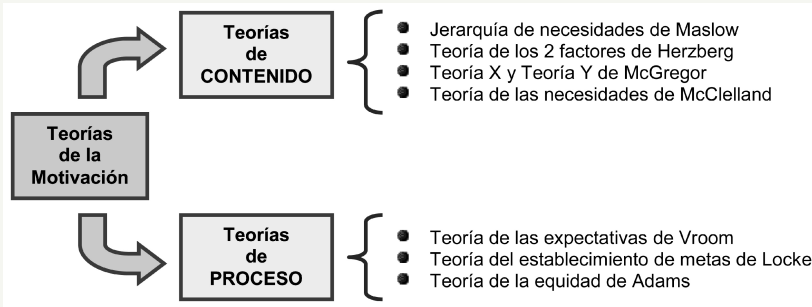 Teorías
de la
Motivación
Teorías
de
CONTENIDO
Jerarquía de necesidades de Maslow
Teoría de los 2 factores de Herzberg
Teoría X y Teoría Y de McGregor
Teoría de las necesidades de McClelland
Teorías
de
PROCESO
Teoría de las expectativas de Vroom
Teoría del establecimiento de metas de Locke
Teoría de la equidad de Adams